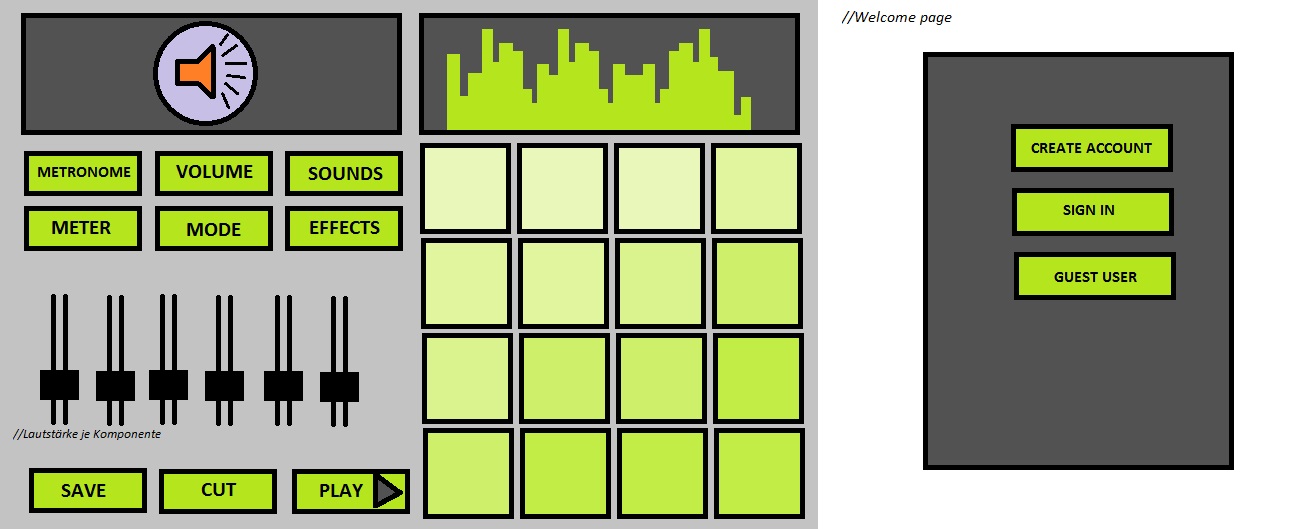 METRONOME
VOLUME
SOUNDS
METER
MODE
EFFECTS
//Lautstärke je Komponente
SAVE
CUT
PLAY
//Welcome page
CREATE ACCOUNT
SIGN IN
GUEST USER